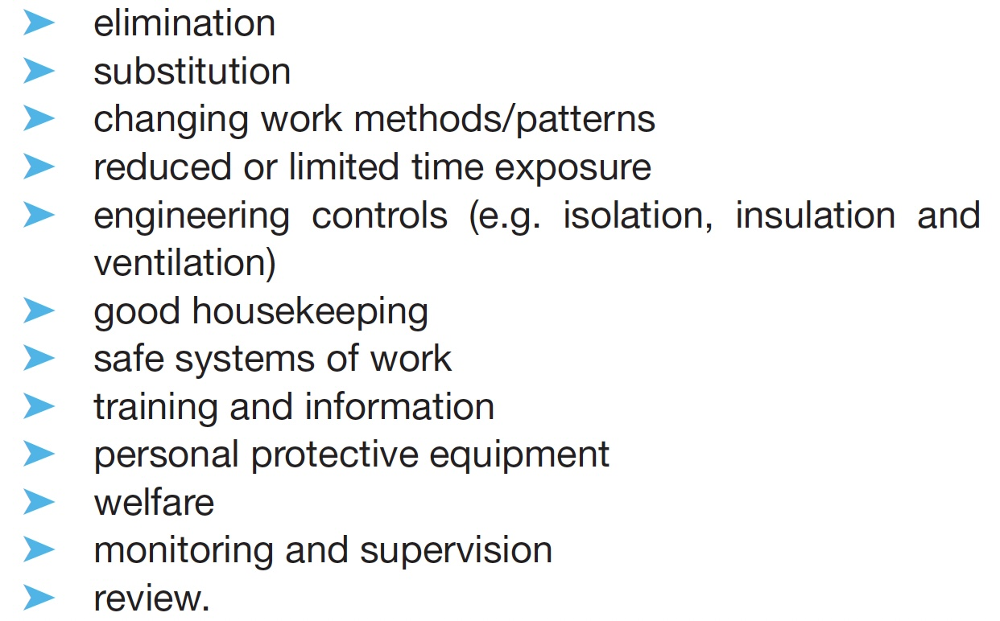 ➤ elimination
➤ substitution
➤ changing work methods/patterns
➤ reduced or limited time exposure
➤ engineering controls (e.g. isolation, insulation and
ventilation)
➤ good housekeeping
➤ safe systems of work
➤ training and information
➤ personal protective equipment
➤ welfare
➤ monitoring and supervision
➤ review.